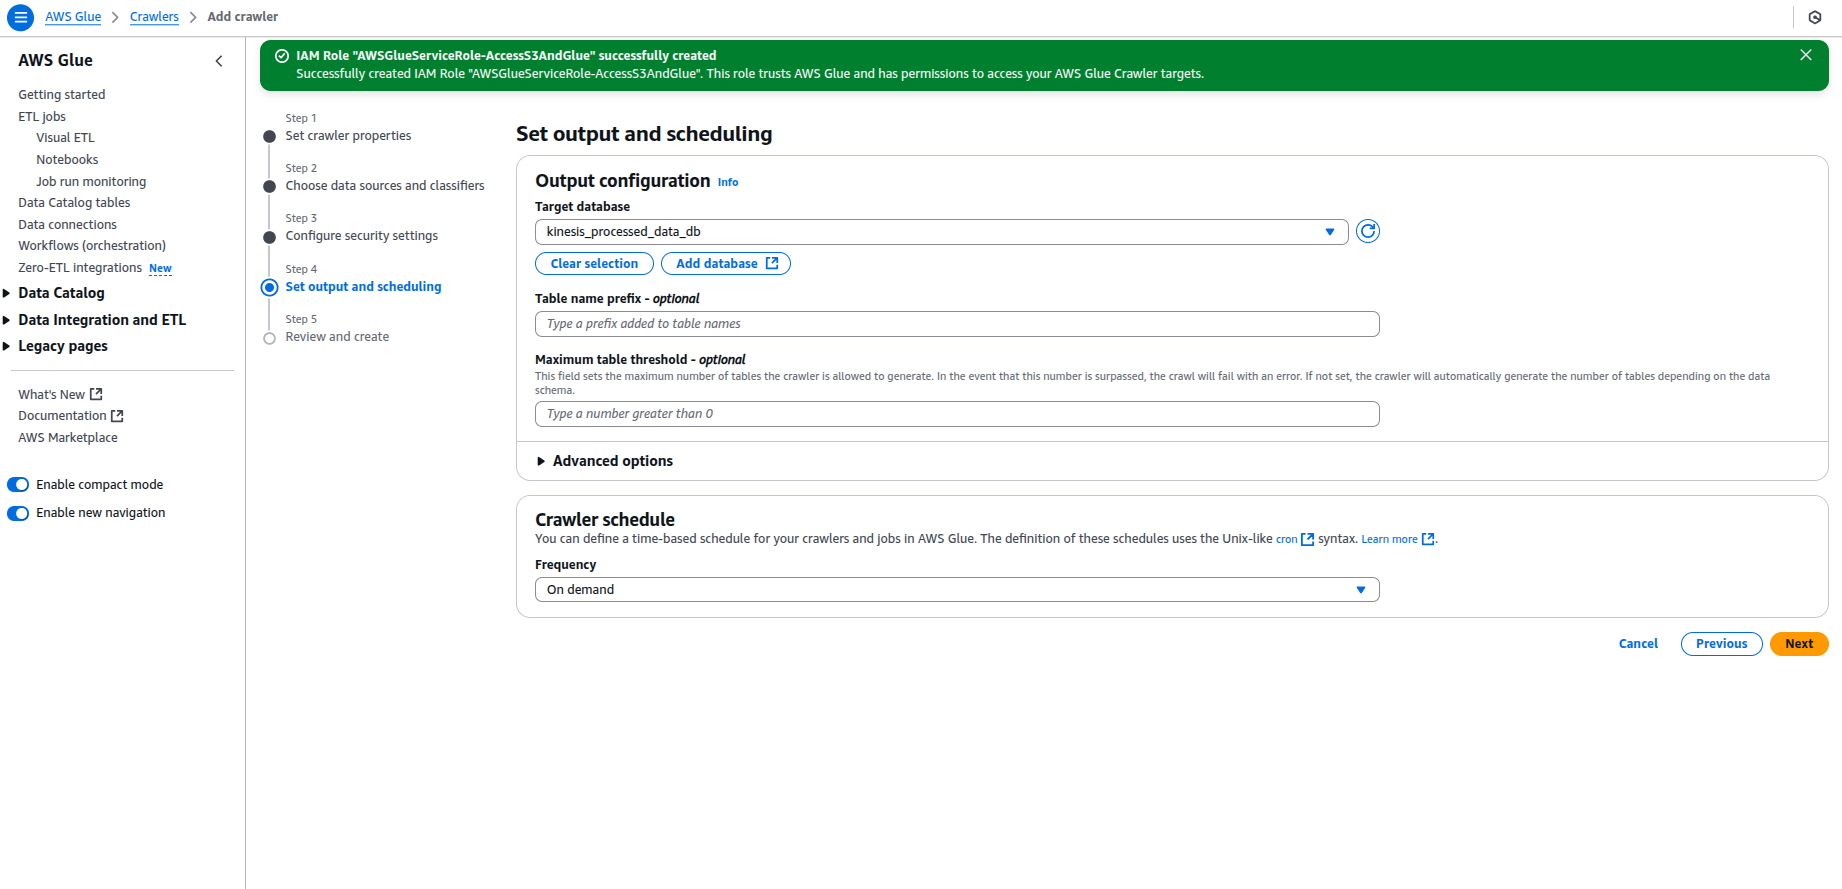 AWS Glue > Crawlers > Add crawler
AWS Glue
Getting started
ETL jobs
Visual ETL
Notebooks
Job run monitoring
Data Catalog tables
Data connections
Workflows (orchestration)
Zero-ETL integrations New
Data Catalog
Data Integration and ETL
Legacy pages
What's New
Documentation
AWS Marketplace
Enable compact mode
Enable new navigation
IAM Role "AWSGlueServiceRole-AccessS3AndGlue" successfully created
Successfully created IAM Role "AWSGlueServiceRole-AccessS3AndGlue". This role trusts AWS Glue and has permissions to access your AWS Glue Crawler targets.
Step 1
Set crawler properties
Step 2
Choose data sources and classifiers
Step 3
Configure security settings
Step 4
Set output and scheduling
Step 5
Review and create
Set output and scheduling
Output configuration Info
Target database
kinesis_processed_data_db
Clear selection
Add database
Table name prefix - optional
Type a prefix added to table names
Maximum table threshold - optional
This field sets the maximum number of tables the crawler is allowed to generate. In the event that this number is surpassed, the crawl will fail with an error. If not set, the crawler will automatically generate the number of tables depending on the data
schema.
Type a number greater than 0
Advanced options
Crawler schedule
You can define a time-based schedule for your crawlers and jobs in AWS Glue. The definition of these schedules uses the Unix-like cron syntax. Learn more.
Frequency
On demand
Cancel
Previous
Next